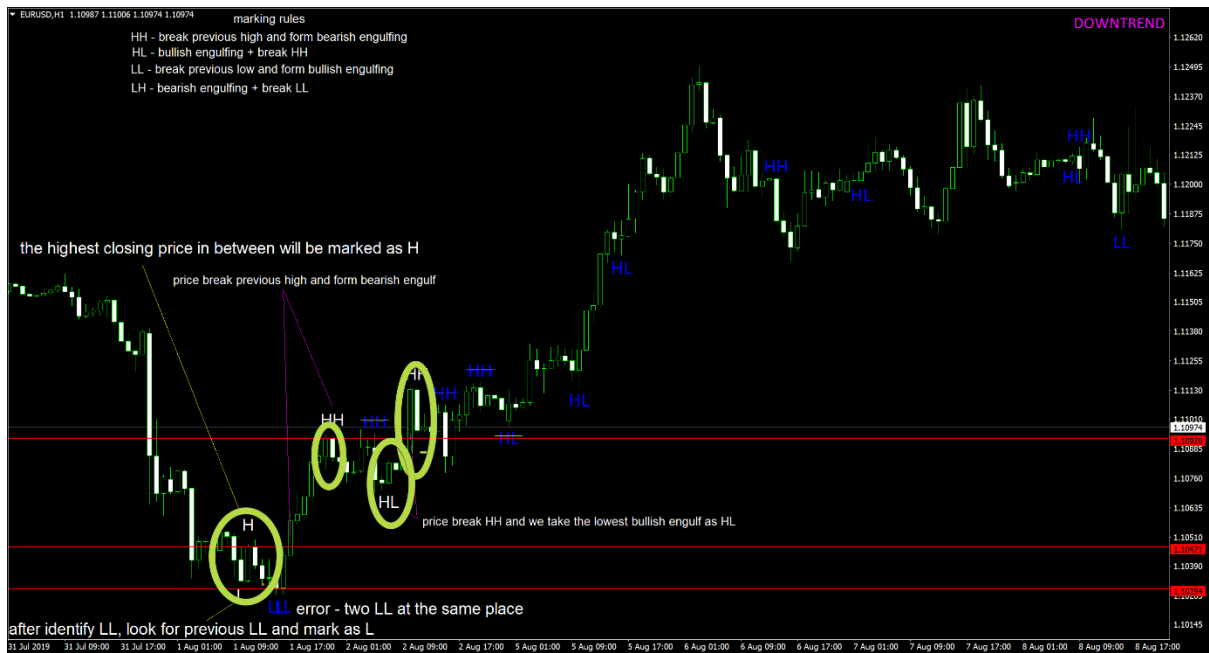 EURUSD,H1 1.10987 1.11006 1.10974 1.10974
marking rules
DOWNTREND
HH - break previous high and form bearish engulfing
HL - bullish engulfing + break HH
LL - break previous low and form bullish engulfing
LH - bearish engulfing + break LL
1.12620
1.12495
1.12370
1.12245
1.12125
1.12000
1.11875
1.11750
1.11625
1.11505
1.11380
1.11255
1.11130
1.11010
1.10974
1.10885
1.10760
1.10635
1.10510
1.10471
1.10390
1.10145
HH
HH
HL
HL
HL
LL
the highest closing price in between will be marked as H
price break previous high and form bearish engulf
HH
HH
HH
HH
HH
HL
HL
HL
price break HH and we take the lowest bullish engulf as HL
H
L
error - two LL at the same place
after identify LL, look for previous LL and mark as L
31 Jul 2019
31 Jul 09:00
31 Jul 17:00
1 Aug 01:00
1 Aug 09:00
1 Aug 17:00
2 Aug 01:00
2 Aug 09:00
2 Aug 17:00
5 Aug 01:00
5 Aug 09:00
5 Aug 17:00
6 Aug 01:00
6 Aug 09:00
6 Aug 17:00
7 Aug 01:00
7 Aug 09:00
7 Aug 17:00
8 Aug 01:00
8 Aug 09:00
8 Aug 17:00